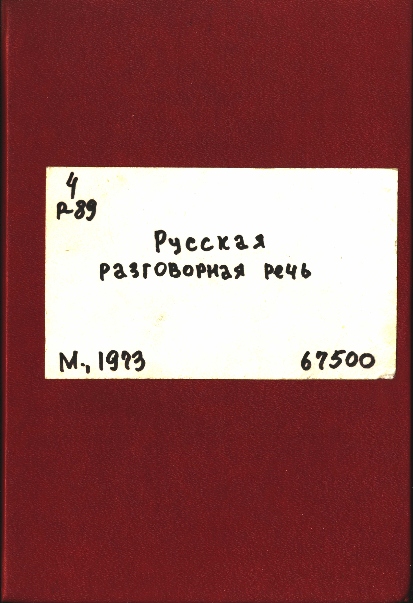 4
Р-89
Русская
разговорная речь
М., 1973 67500